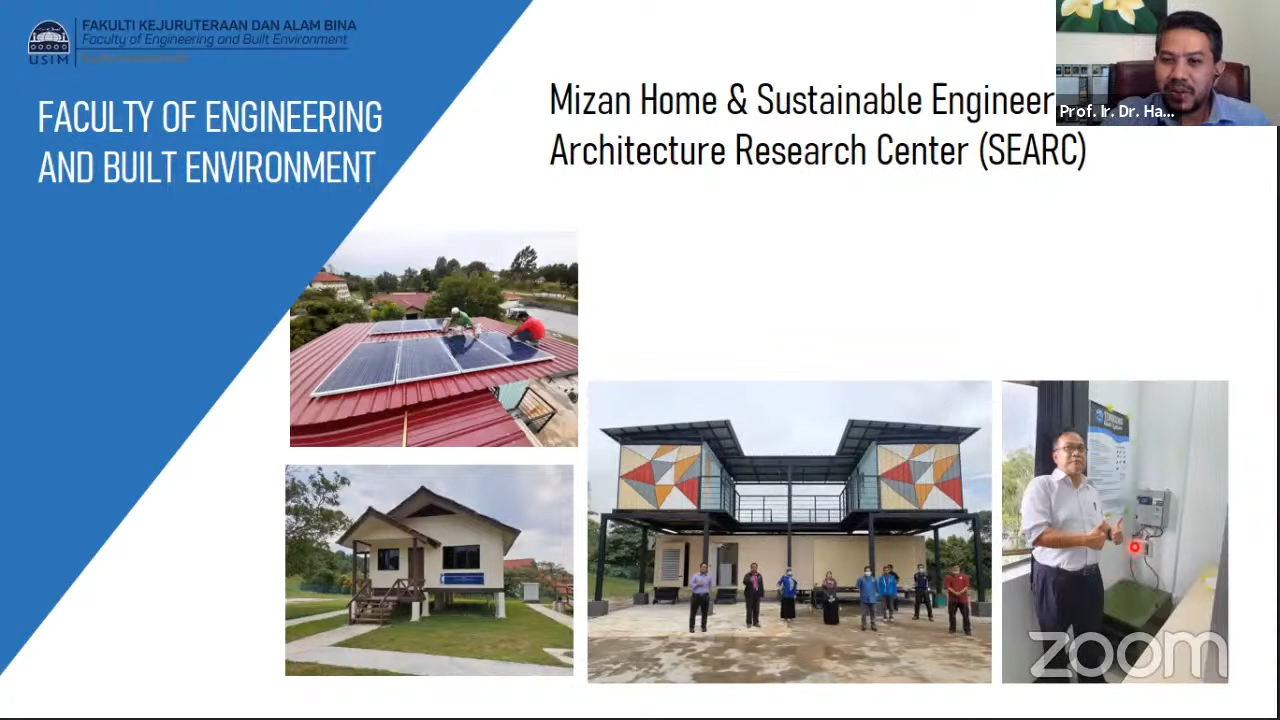 FAKULTI KEJURUTERAAN DAN ALAM BINA
Faculty of Engineering and Built Environment
USIM
FACULTY OF ENGINEERING
AND BUILT ENVIRONMENT
Mizan Home & Sustainable Engineer
Architecture Research Center (SEARC)
Prof. Ir. Dr. Ha...
zoom